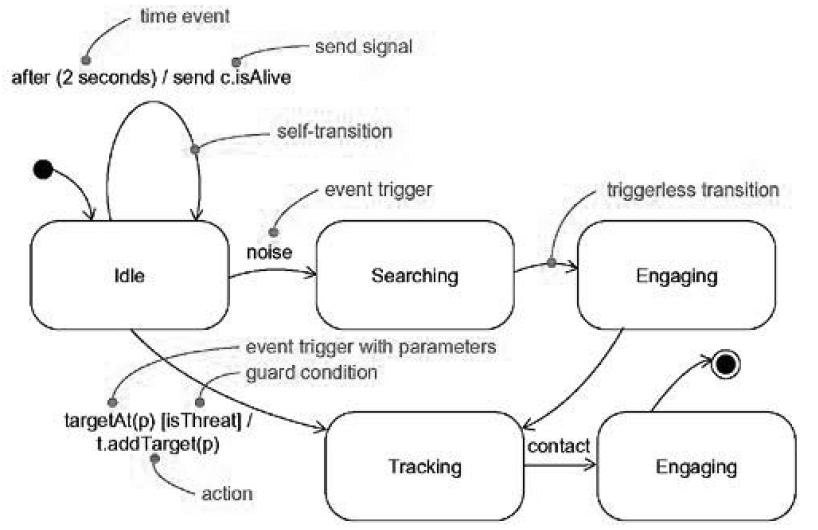 time event
send signal
after (2 seconds) / send c.isAlive
self-transition
event trigger
triggerless transition
noise
Idle
Searching
Engaging
event trigger with parameters
guard condition
targetAt(p) [isThreat] /
t.addTarget(p)
contact
Tracking
Engaging
action